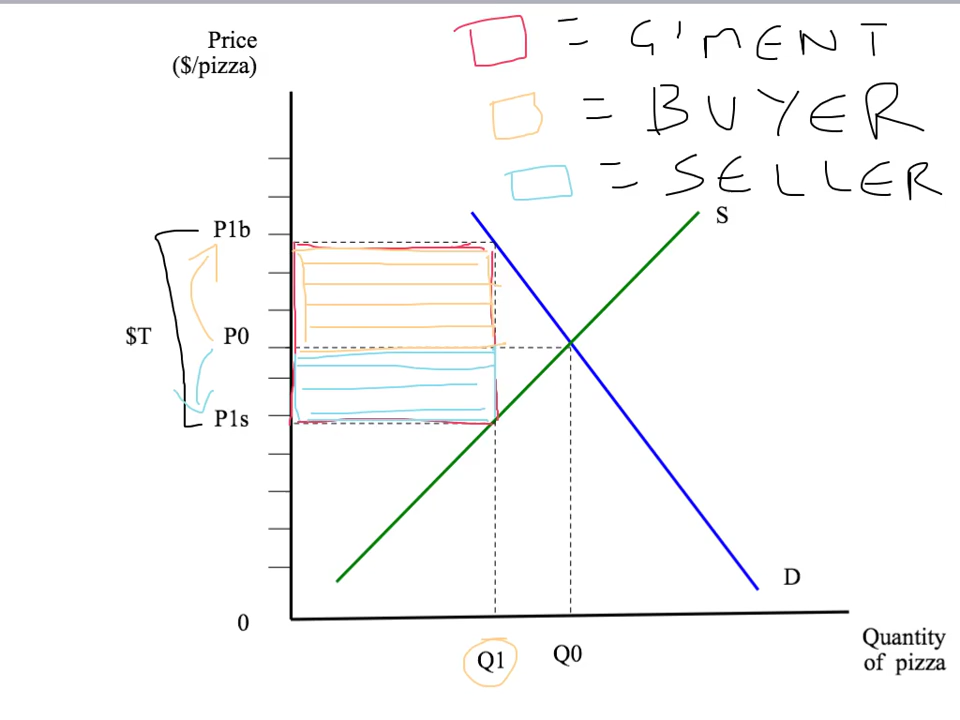 Price
($/pizza)
= G'MENT
= BUYER
= SELLER
S
P1b
$T
P0
P1s
D
0
Q1
Q0
Quantity
of pizza